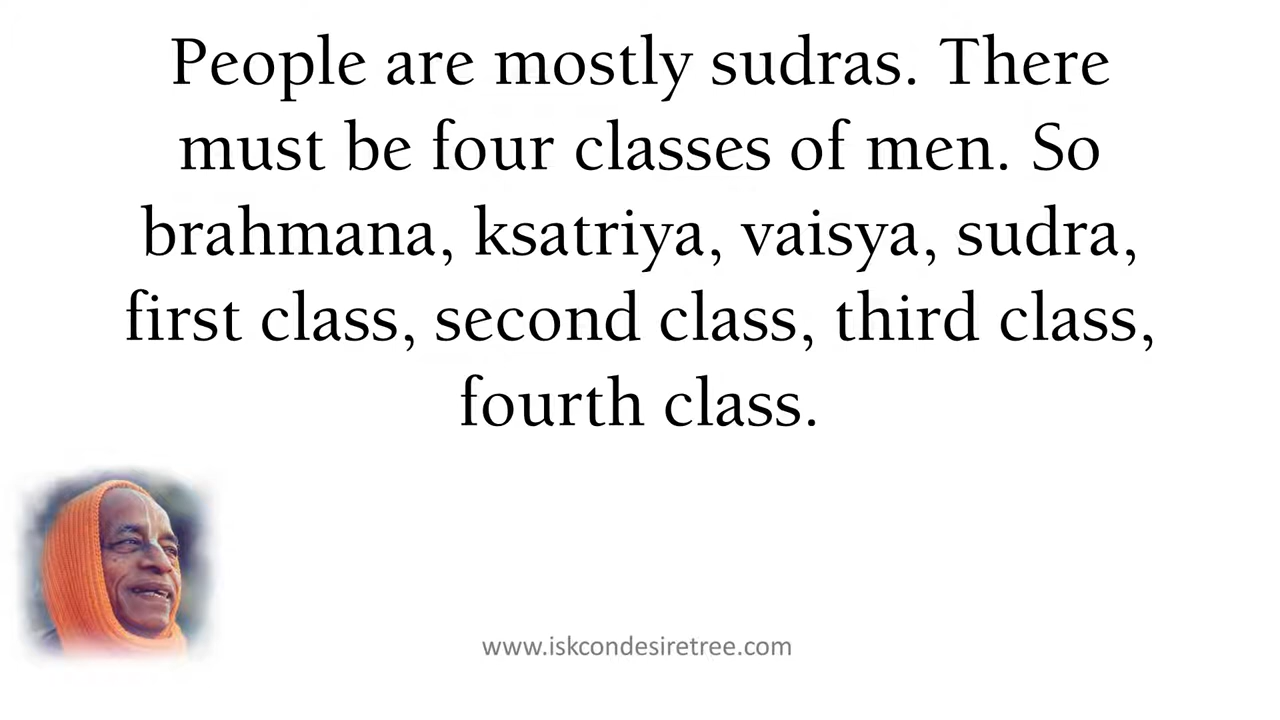 People are mostly sudras. There
must be four classes of men. So
brahmana, ksatriya, vaisya, sudra,
first class, second class, third class,
fourth class.
www.iskcondesiretree.com